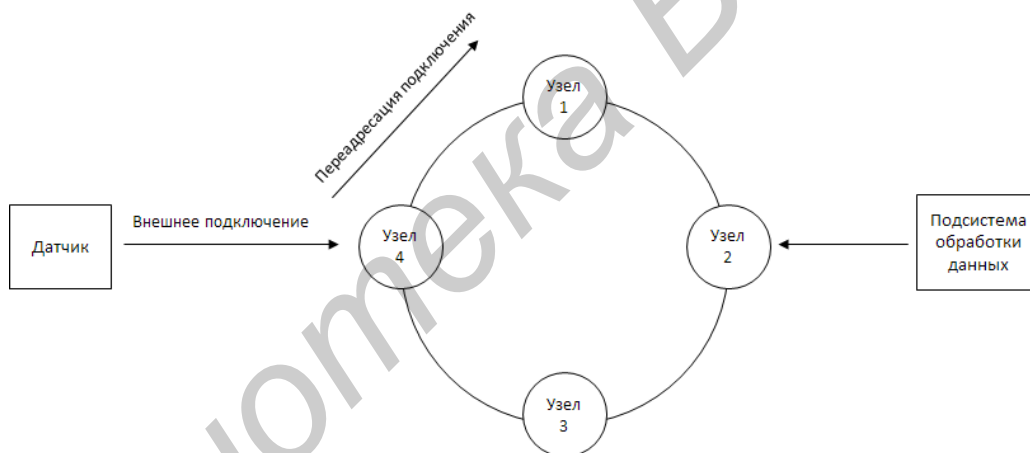 Переадресация подключения
Узел
1
Датчик
Внешнее подключение
Узел
4
Узел
2
Подсистема
обработки
данных
Узел
3